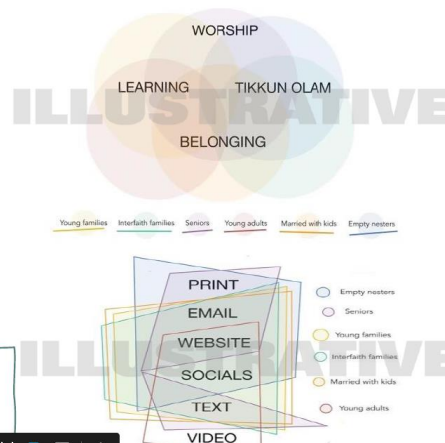 WORSHIP
LEARNING TIKKUN OLAM
ILLUSTRATIVE
BELONGING
Young families Interfaith families Seniors Young adults Married with kids Empty nesters
PRINT
Empty nesters
EMAIL
Seniors
WEBSITE
Young families
ILLUSTRATIVE
Interfaith families
SOCIALS
Married with kids
TEXT
Young adults
VIDEO